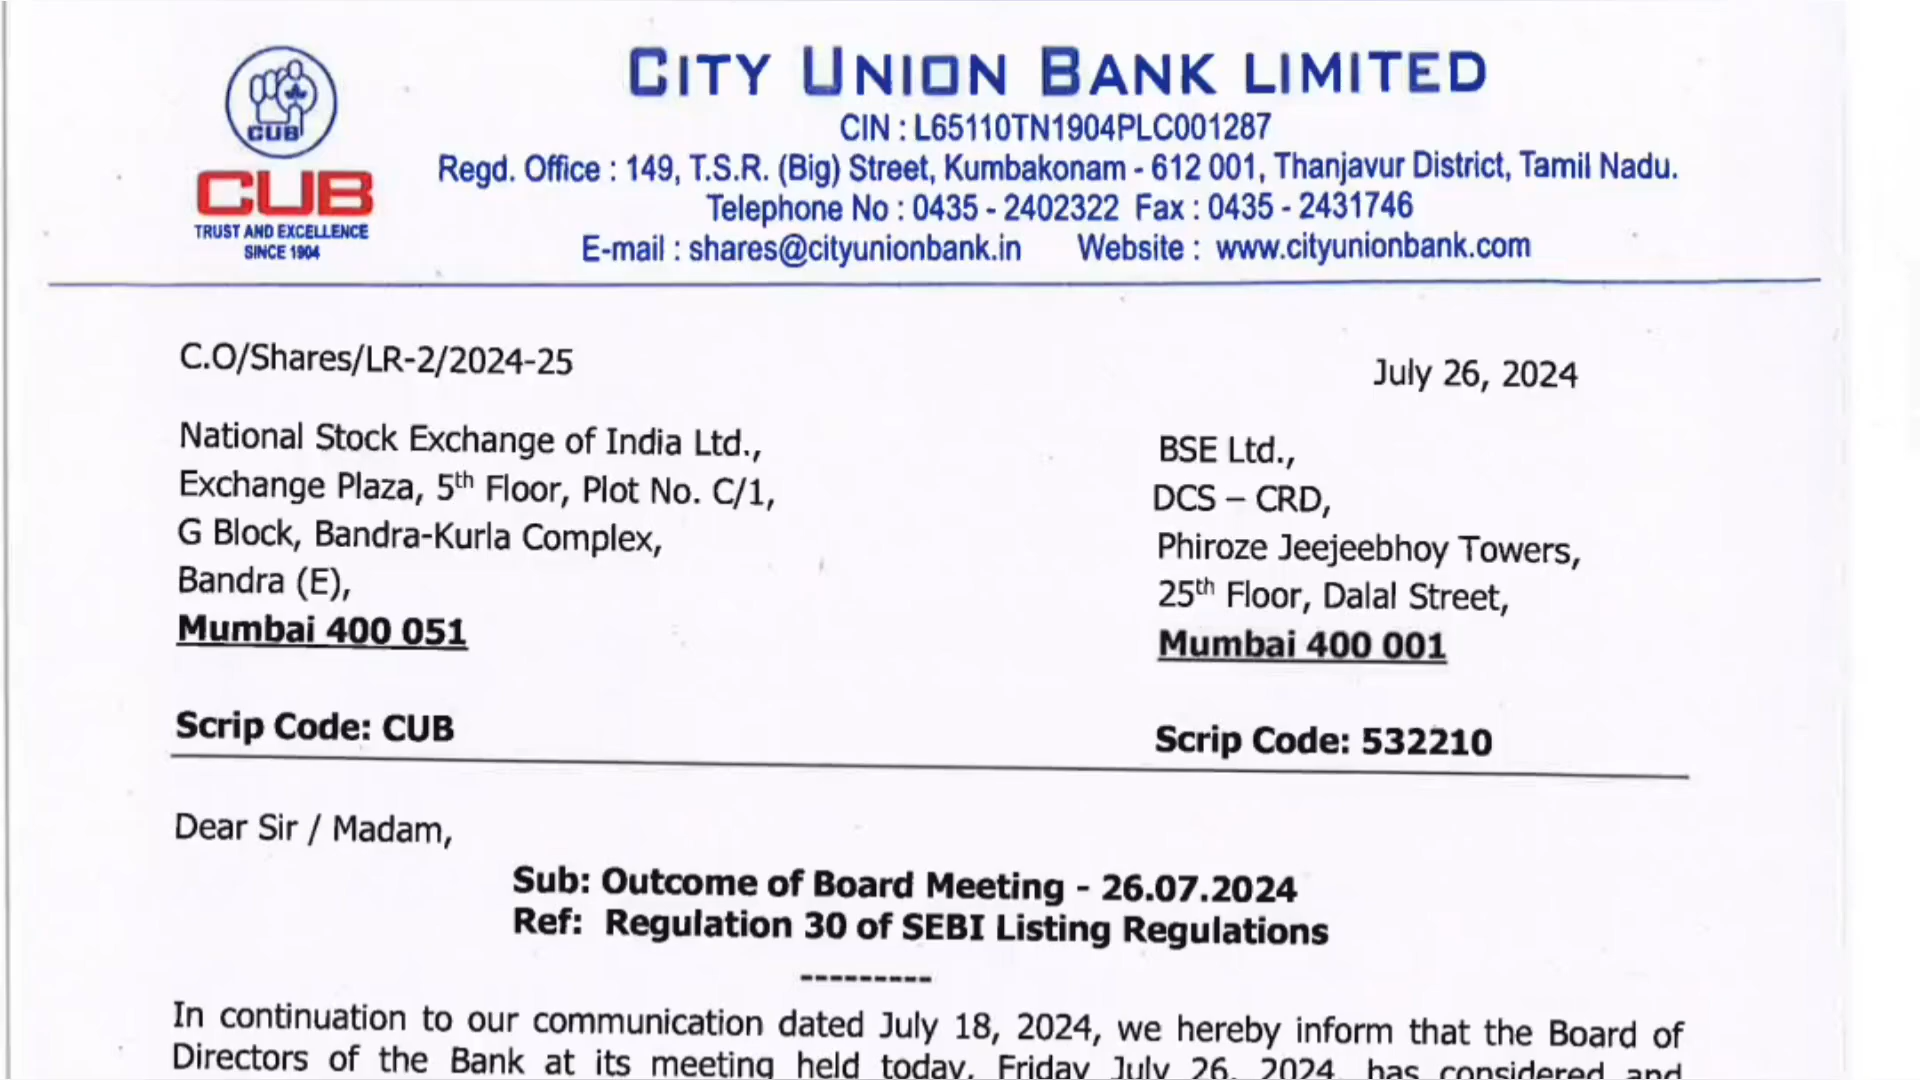 CUB
CUB
TRUST AND EXCELLENCE
SINCE 1904
CITY UNION BANK LIMITED
CIN : L65110TN1904PLC001287
Regd. Office : 149, T.S.R. (Big) Street, Kumbakonam - 612 001, Thanjavur District, Tamil Nadu.
Telephone No : 0435 - 2402322 Fax : 0435 - 2431746
E-mail : shares@cityunionbank.in Website : www.cityunionbank.com
C.O/Shares/LR-2/2024-25
July 26, 2024
National Stock Exchange of India Ltd.,
Exchange Plaza, 5th Floor, Plot No. C/1,
G Block, Bandra-Kurla Complex,
Bandra (E),
Mumbai 400 051
Scrip Code: CUB
BSE Ltd.,
DCS – CRD,
Phiroze Jeejeebhoy Towers,
25th Floor, Dalal Street,
Mumbai 400 001
Scrip Code: 532210
Dear Sir / Madam,
Sub: Outcome of Board Meeting - 26.07.2024
Ref: Regulation 30 of SEBI Listing Regulations
---------
In continuation to our communication dated July 18, 2024, we hereby inform that the Board of
Directors of the Bank at its meeting held today, Friday July 26, 2024, has considered and